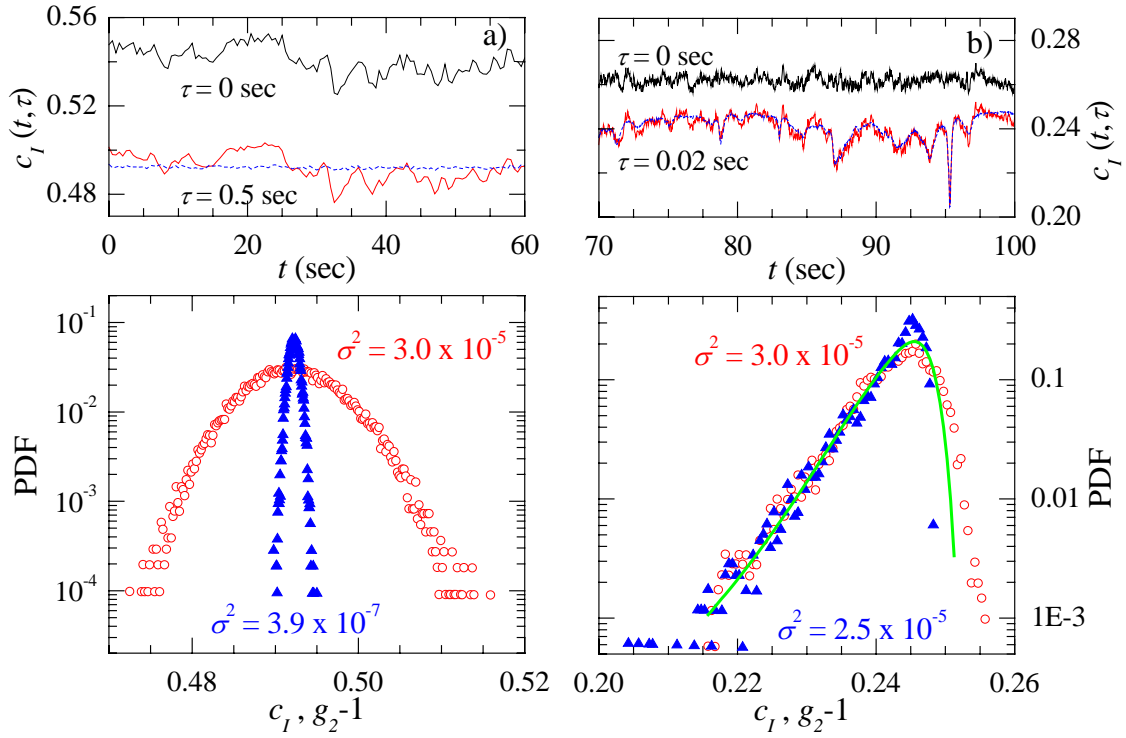 a)
0.56
0.52
0.48
c_I (t,τ)
τ = 0 sec
τ = 0.5 sec
0 20 40 60
t (sec)
b)
0.28
0.24
0.20
c_I (t,τ)
τ = 0 sec
τ = 0.02 sec
70 80 90 100
t (sec)
10^-1
10^-2
10^-3
10^-4
PDF
σ^2 = 3.0 x 10^-5
σ^2 = 3.9 x 10^-7
0.48 0.50 0.52
c_I , g_2-1
σ^2 = 3.0 x 10^-5
σ^2 = 2.5 x 10^-5
0.1
0.01
1E-3
PDF
0.20 0.22 0.24 0.26
c_I , g_2-1